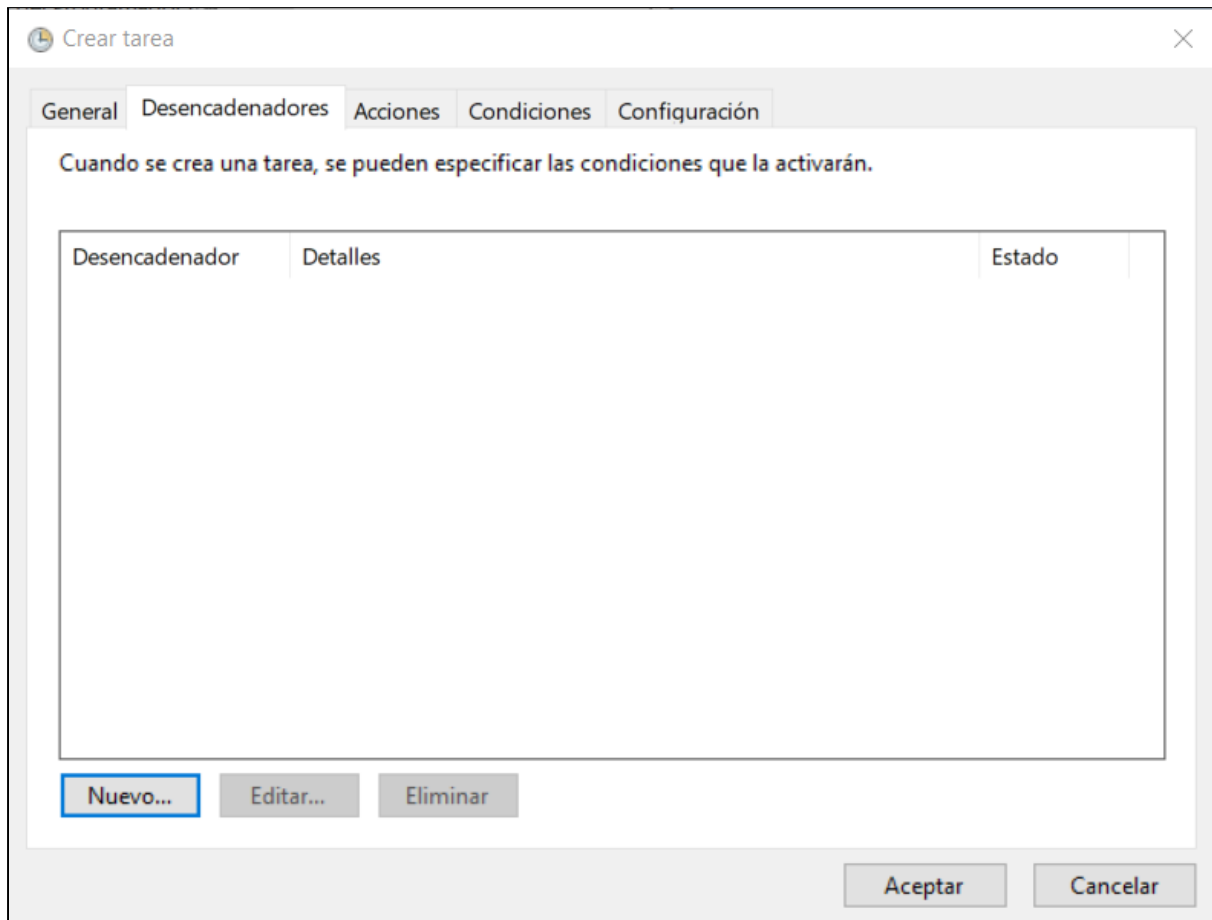 Crear tarea
General Desencadenadores Acciones Condiciones Configuración
Cuando se crea una tarea, se pueden especificar las condiciones que la activarán.
Desencadenador Detalles Estado
Nuevo... Editar... Eliminar
Aceptar Cancelar